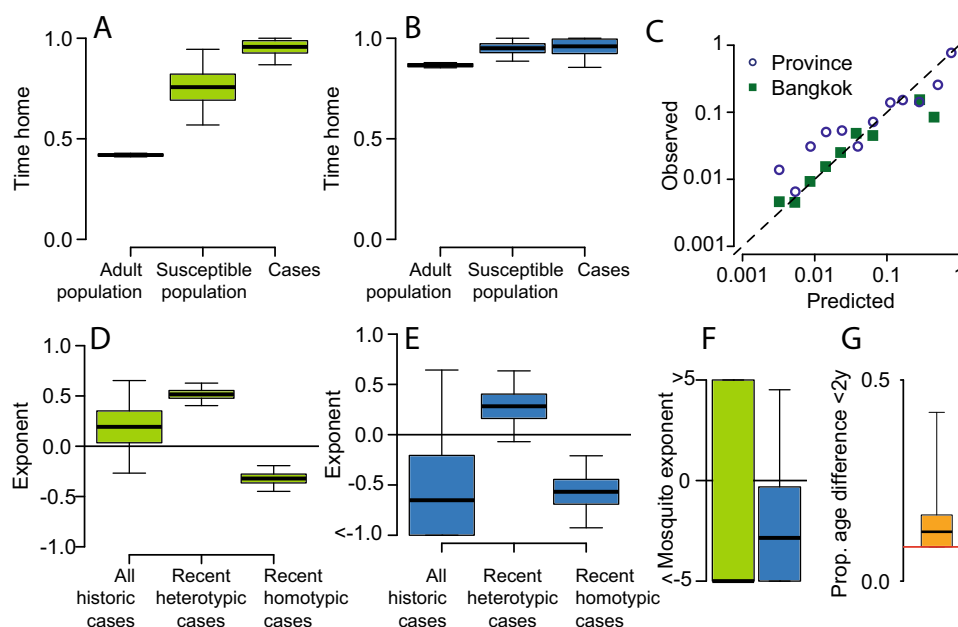 A
1.0
0.5
0.0
Time home
Adult population
Susceptible population
Cases
B
1.0
0.5
0.0
Time home
Adult population
Susceptible population
Cases
C
1
0.1
0.01
0.001
Observed
Province
Bangkok
0.001 0.01 0.1 1
Predicted
D
1.0
0.5
0.0
-0.5
-1.0
Exponent
All historic cases
Recent heterotypic cases
Recent homotypic cases
E
1.0
0.5
0.0
-0.5
<-1.0
Exponent
All historic cases
Recent heterotypic cases
Recent homotypic cases
F
>5
0
<-5
Mosquito exponent
G
0.5
0.0
Prop. age difference <2y